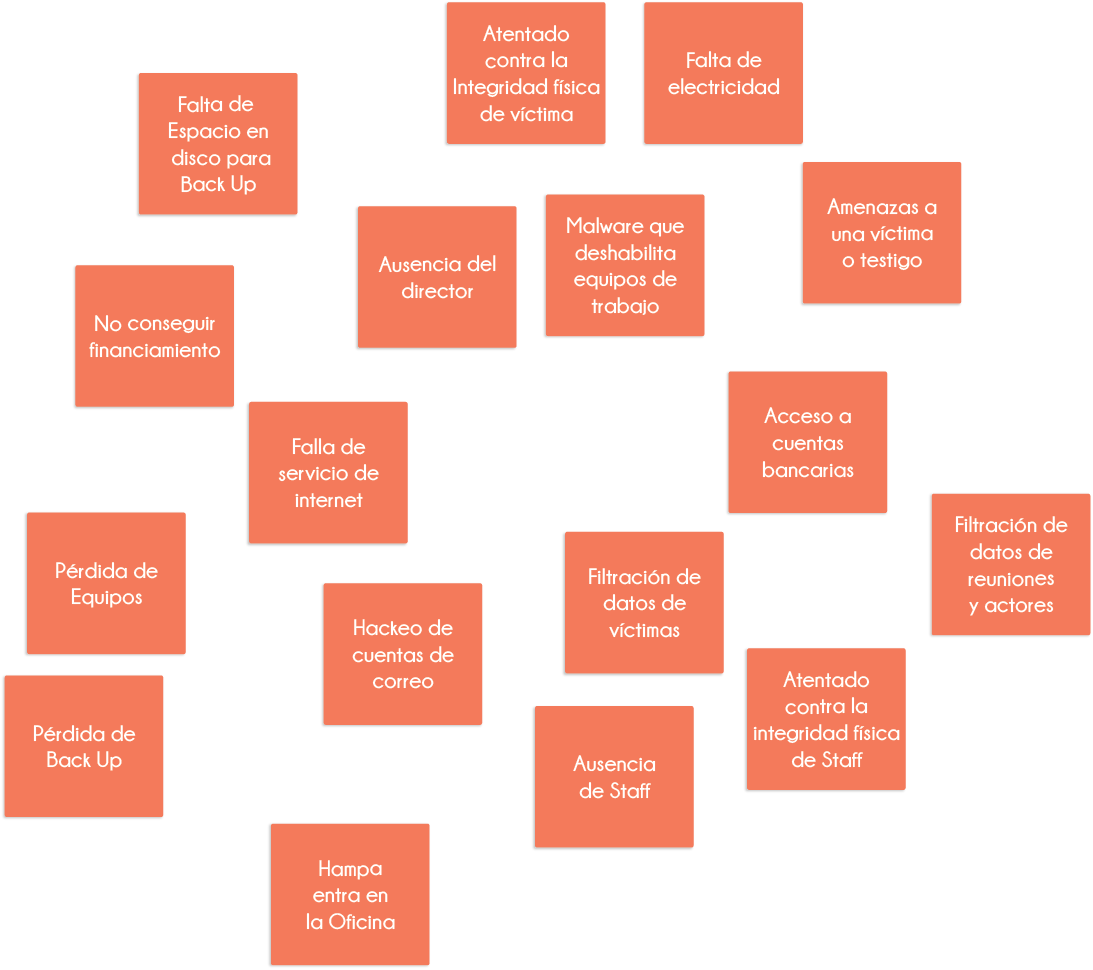 Atentado
contra la
Integridad física
de víctima
Falta de
electricidad
Falta de
Espacio en
disco para
Back Up
Amenazas a
una víctima
o testigo
Malware que
deshabilita
equipos de
trabajo
Ausencia del
director
No conseguir
financiamiento
Acceso a
cuentas
bancarias
Falla de
servicio de
internet
Filtración de
datos de
reuniones
y actores
Pérdida de
Equipos
Filtración de
datos de
víctimas
Hackeo de
cuentas de
correo
Atentado
contra la
integridad física
de Staff
Pérdida de
Back Up
Ausencia
de Staff
Hampa
entra en
la Oficina